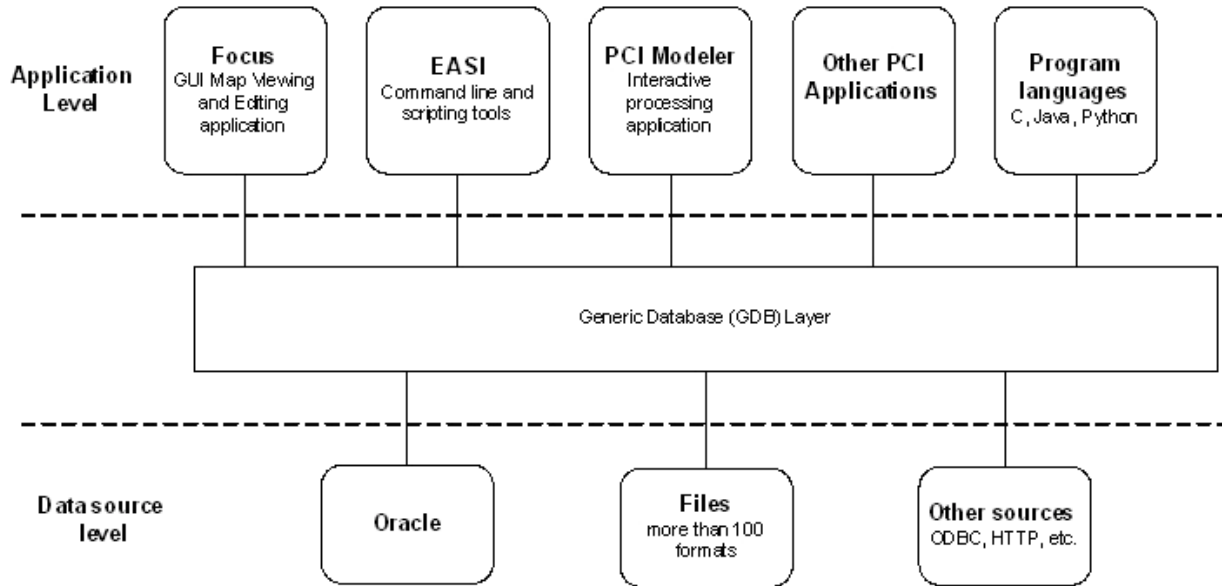 Application
Level
Focus
GUI Map Viewing
and Editing
application
EASI
Command line and
scripting tools
PCI Modeler
Interactive
processing
application
Other PCI
Applications
Program
languages
C, Java, Python
Generic Database (GDB) Layer
Data source
level
Oracle
Files
more than 100
formats
Other sources
ODBC, HTTP, etc.